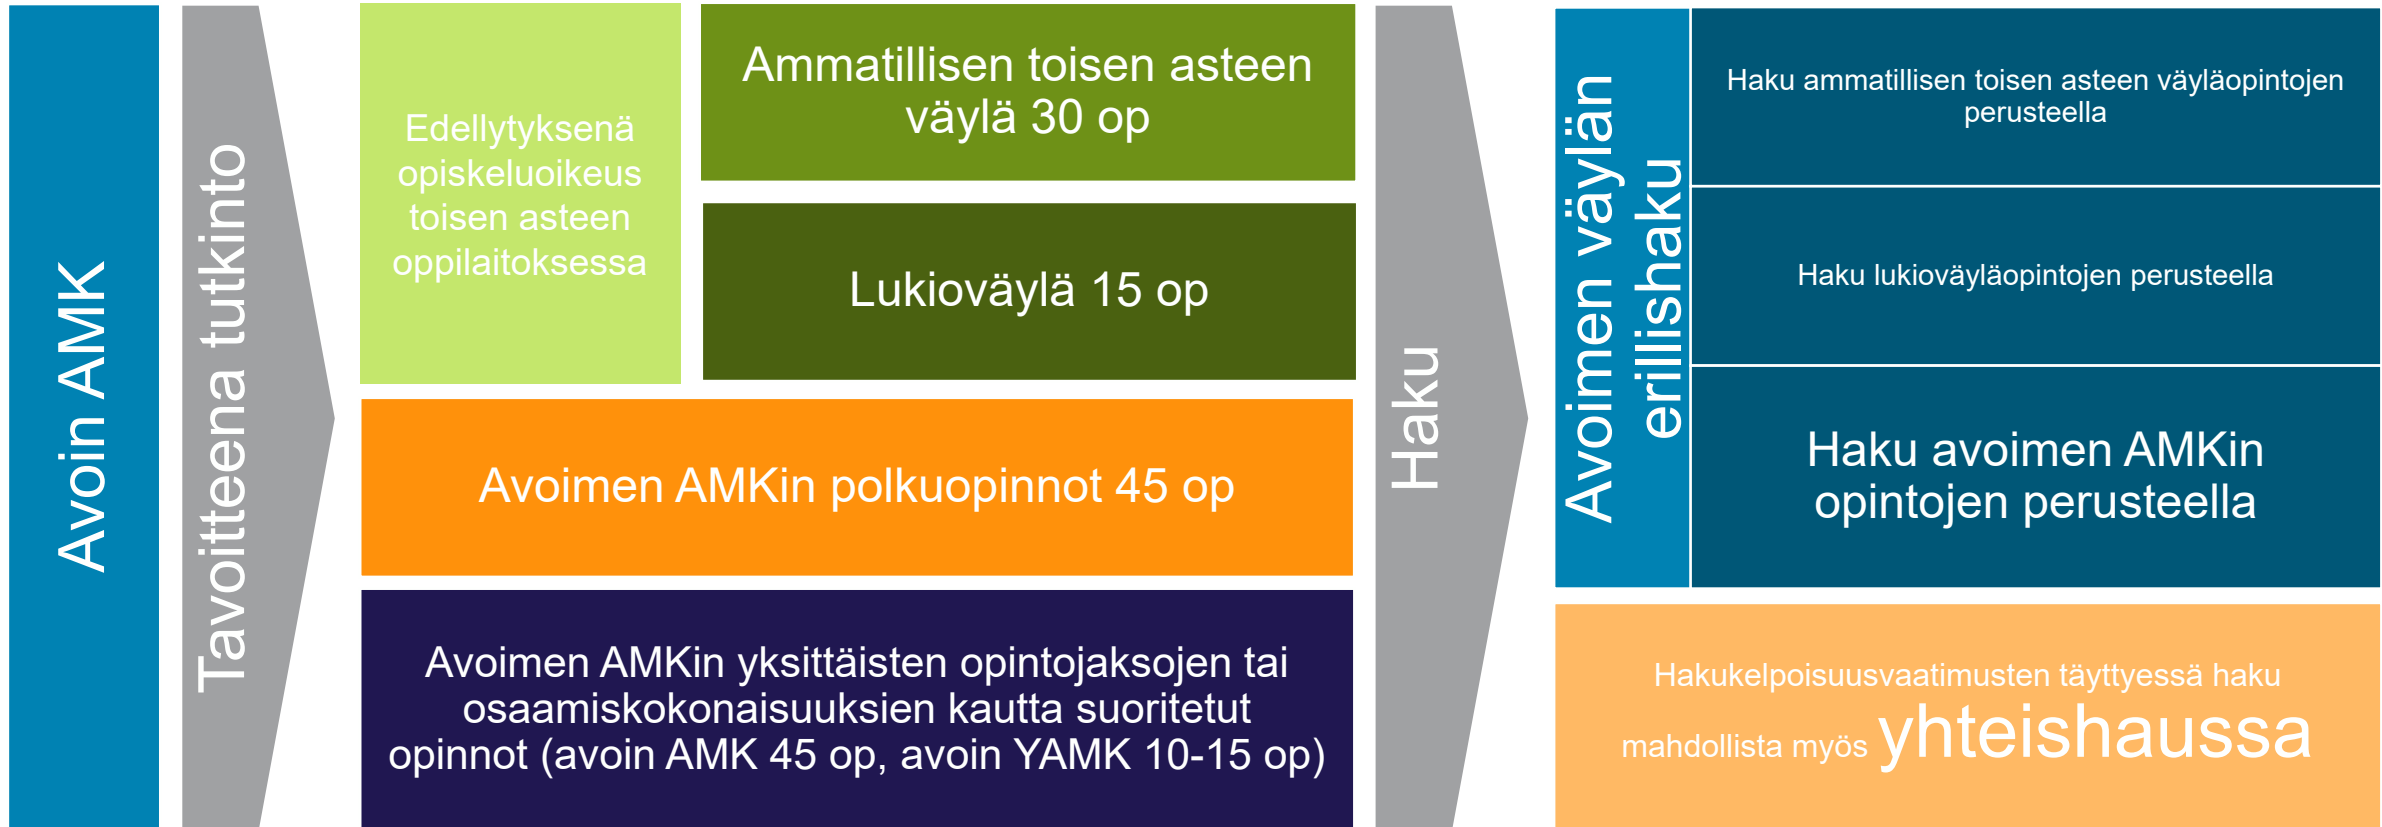 Avoin AMK
Tavoitteena tutkinto
Edellytyksenä
opiskeluoikeus
toisen asteen
oppilaitoksessa
Ammatillisen toisen asteen
väylä 30 op
Lukioväylä 15 op
Avoimen AMKin polkuopinnot 45 op
Avoimen AMKin yksittäisten opintojaksojen tai
osaamiskokonaisuuksien kautta suoritetut
opinnot (avoin AMK 45 op, avoin YAMK 10-15 op)
Haku
Avoimen väylän
erillishaku
Haku ammatillisen toisen asteen väyläopintojen
perusteella
Haku lukioväyläopintojen perusteella
Haku avoimen AMKin
opintojen perusteella
Hakukelpoisuusvaatimusten täyttyessä haku
mahdollista myös yhteishaussa